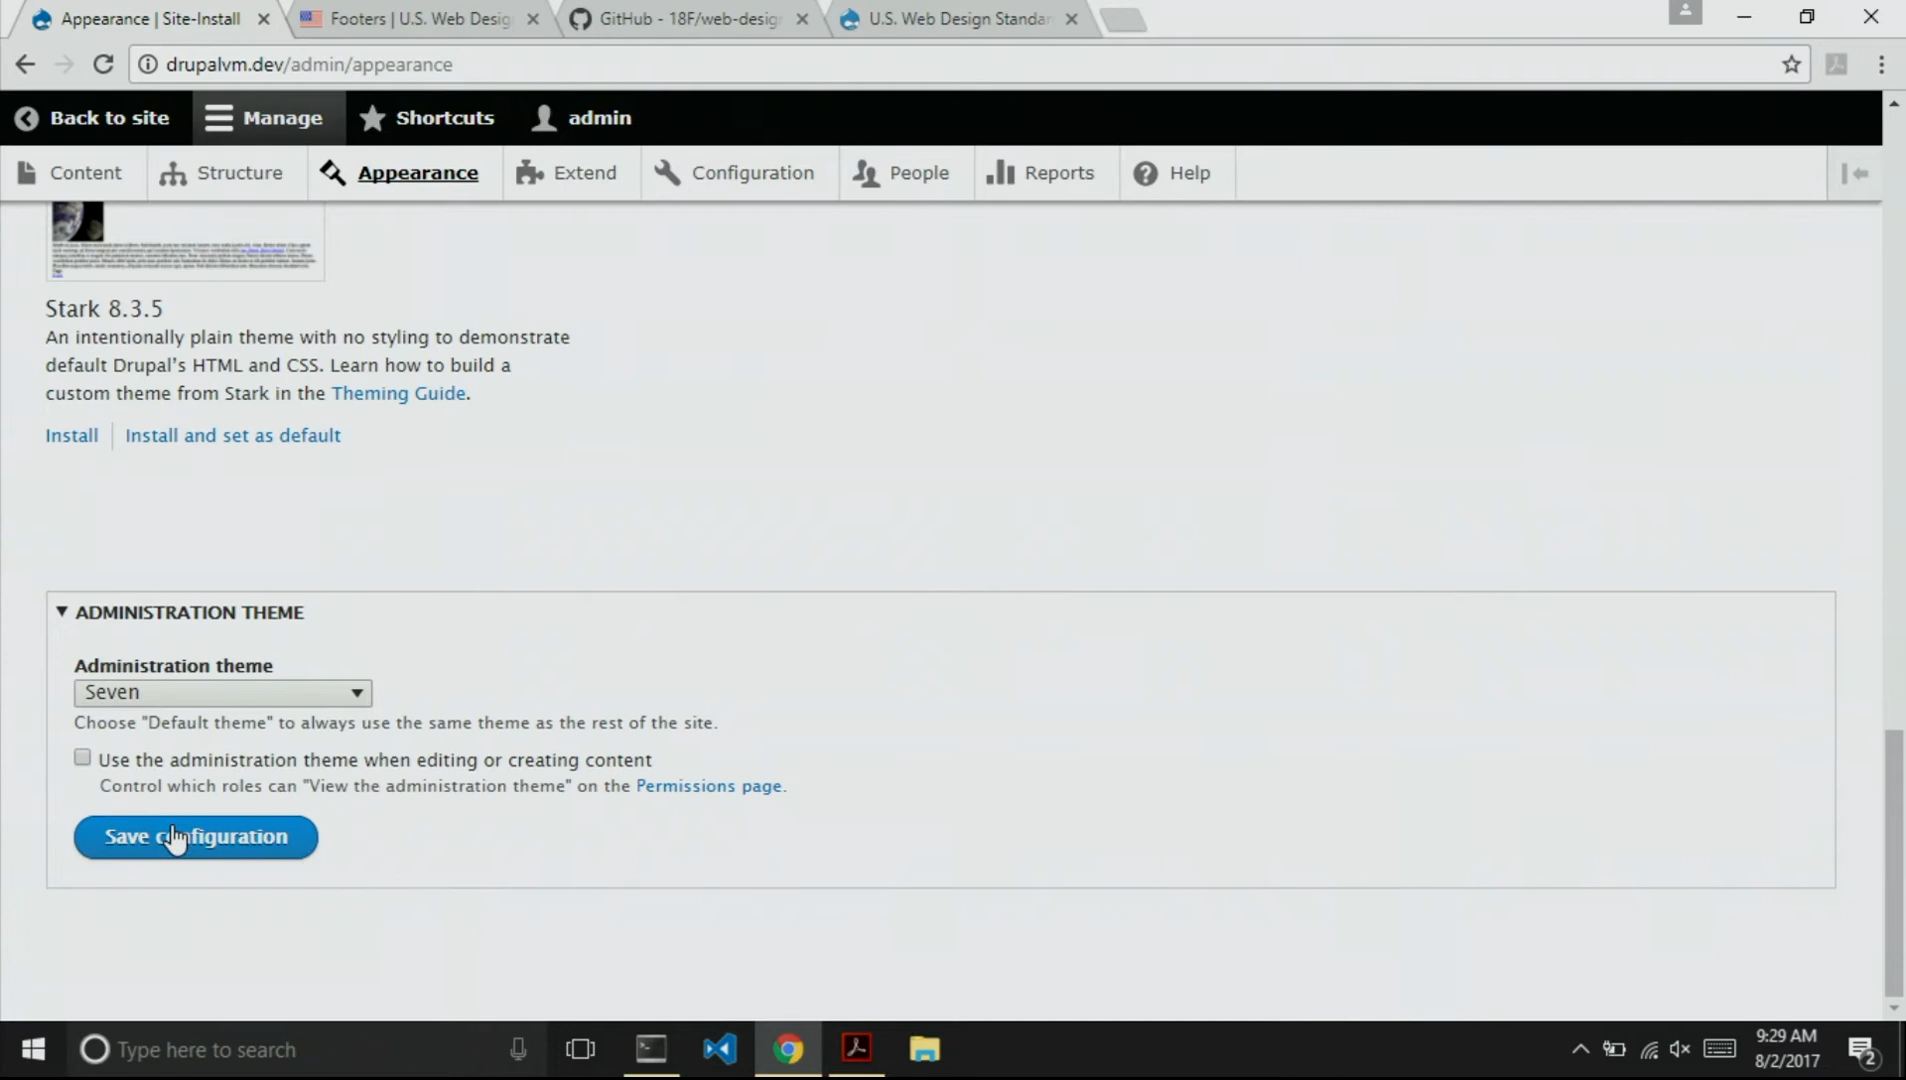 Appearance | Site-Install
Footers | U.S. Web Desig
GitHub - 18F/web-design
U.S. Web Design Standar
drupalvm.dev/admin/appearance
Back to site
Manage
Shortcuts
admin
Content
Structure
Appearance
Extend
Configuration
People
Reports
Help
Stark 8.3.5
An intentionally plain theme with no styling to demonstrate
default Drupal's HTML and CSS. Learn how to build a
custom theme from Stark in the Theming Guide.
Install
Install and set as default
ADMINISTRATION THEME
Administration theme
Seven
Choose "Default theme" to always use the same theme as the rest of the site.
Use the administration theme when editing or creating content
Control which roles can "View the administration theme" on the Permissions page.
Save configuration
Type here to search
9:29 AM
8/2/2017
2